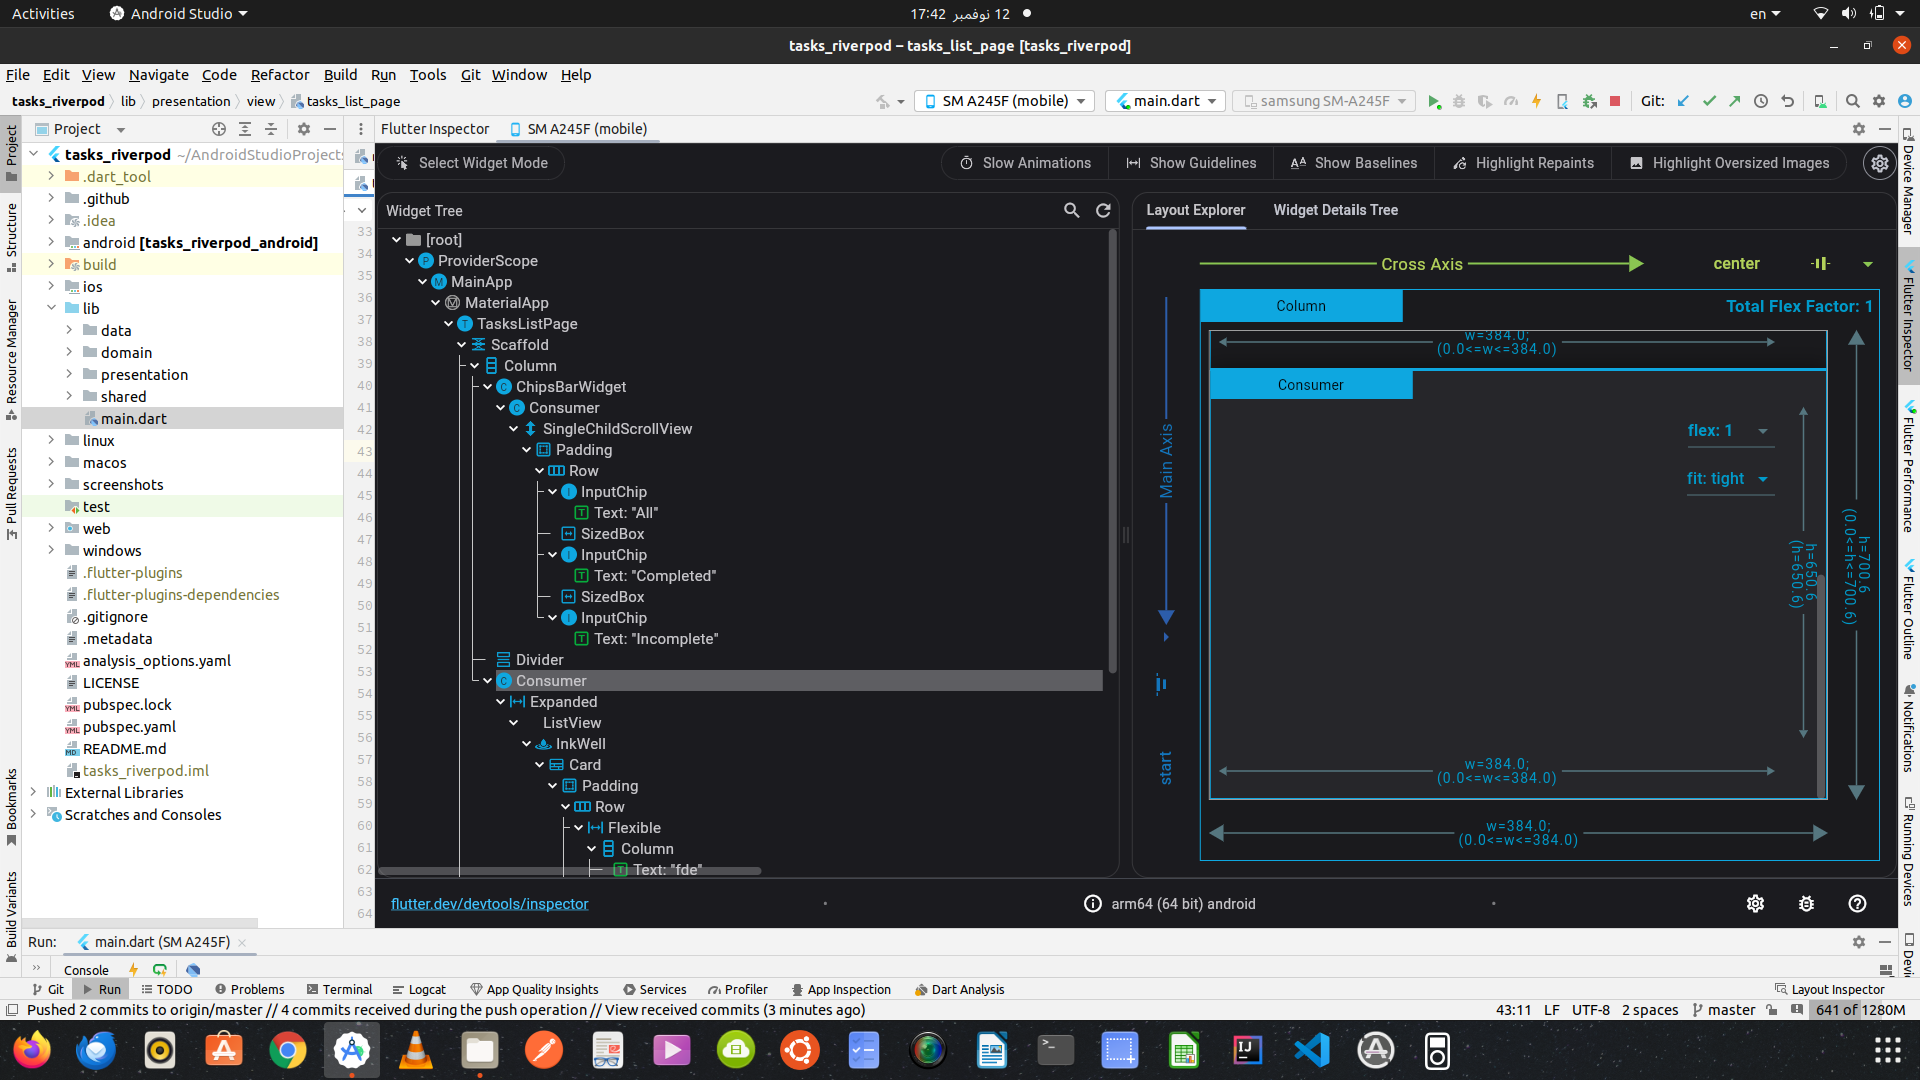 Activities
Android Studio
12 نوفمبر 17:42
en
tasks_riverpod – tasks_list_page [tasks_riverpod]
File Edit View Navigate Code Refactor Build Run Tools Git Window Help
tasks_riverpod lib presentation view tasks_list_page
SM A245F (mobile)
main.dart
samsung SM-A245F
Git:
Project
Flutter Inspector
SM A245F (mobile)
tasks_riverpod ~/AndroidStudioProjects
.dart_tool
.github
.idea
android [tasks_riverpod_android]
build
ios
lib
data
domain
presentation
shared
main.dart
linux
macos
screenshots
test
web
windows
.flutter-plugins
.flutter-plugins-dependencies
.gitignore
.metadata
analysis_options.yaml
LICENSE
pubspec.lock
pubspec.yaml
README.md
tasks_riverpod.iml
External Libraries
Scratches and Consoles
Project
Structure
Resource Manager
Pull Requests
Bookmarks
Build Variants
33
34
35
36
37
38
39
40
41
42
43
44
45
46
47
48
49
50
51
52
53
54
55
56
57
58
59
60
61
62
63
64
Select Widget Mode
Slow Animations
Show Guidelines
Show Baselines
Highlight Repaints
Highlight Oversized Images
Widget Tree
[root]
ProviderScope
MainApp
MaterialApp
TasksListPage
Scaffold
Column
ChipsBarWidget
Consumer
SingleChildScrollView
Padding
Row
InputChip
Text: "All"
SizedBox
InputChip
Text: "Completed"
SizedBox
InputChip
Text: "Incomplete"
Divider
Consumer
Expanded
ListView
InkWell
Card
Padding
Row
Flexible
Column
Text: "fde"
Layout Explorer
Widget Details Tree
Cross Axis
center
Column
Total Flex Factor: 1
w=384.0;
(0.0<=w<=384.0)
Consumer
flex: 1
fit: tight
Main Axis
start
h=650.6
(h=650.6)
h=700.6
(0.0<=h<=700.6)
w=384.0;
(0.0<=w<=384.0)
w=384.0;
(0.0<=w<=384.0)
flutter.dev/devtools/inspector
arm64 (64 bit) android
Device Manager
Flutter Inspector
Flutter Performance
Flutter Outline
Notifications
Running Devices
Run:
main.dart (SM A245F)
Console
Git
Run
TODO
Problems
Terminal
Logcat
App Quality Insights
Services
Profiler
App Inspection
Dart Analysis
Layout Inspector
Pushed 2 commits to origin/master // 4 commits received during the push operation // View received commits (3 minutes ago)
43:11
LF
UTF-8
2 spaces
master
641 of 1280M